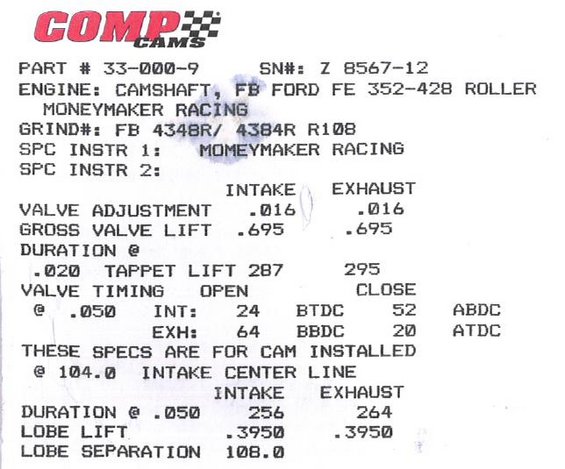 COMP
CAMS
PART # 33-000-9 SN#: Z 8567-12
ENGINE: CAMSHAFT, FB FORD FE 352-428 ROLLER
MONEYMAKER RACING
GRIND#: FB 4348R/ 4384R R108
SPC INSTR 1: MOMEYMAKER RACING
SPC INSTR 2:
INTAKE EXHAUST
VALVE ADJUSTMENT .016 .016
GROSS VALVE LIFT .695 .695
DURATION @
.020 TAPPET LIFT 287 295
VALVE TIMING OPEN CLOSE
@ .050 INT: 24 BTDC 52 ABDC
EXH: 64 BBDC 20 ATDC
THESE SPECS ARE FOR CAM INSTALLED
@ 104.0 INTAKE CENTER LINE
INTAKE EXHAUST
DURATION @ .050 256 264
LOBE LIFT .3950 .3950
LOBE SEPARATION 108.0